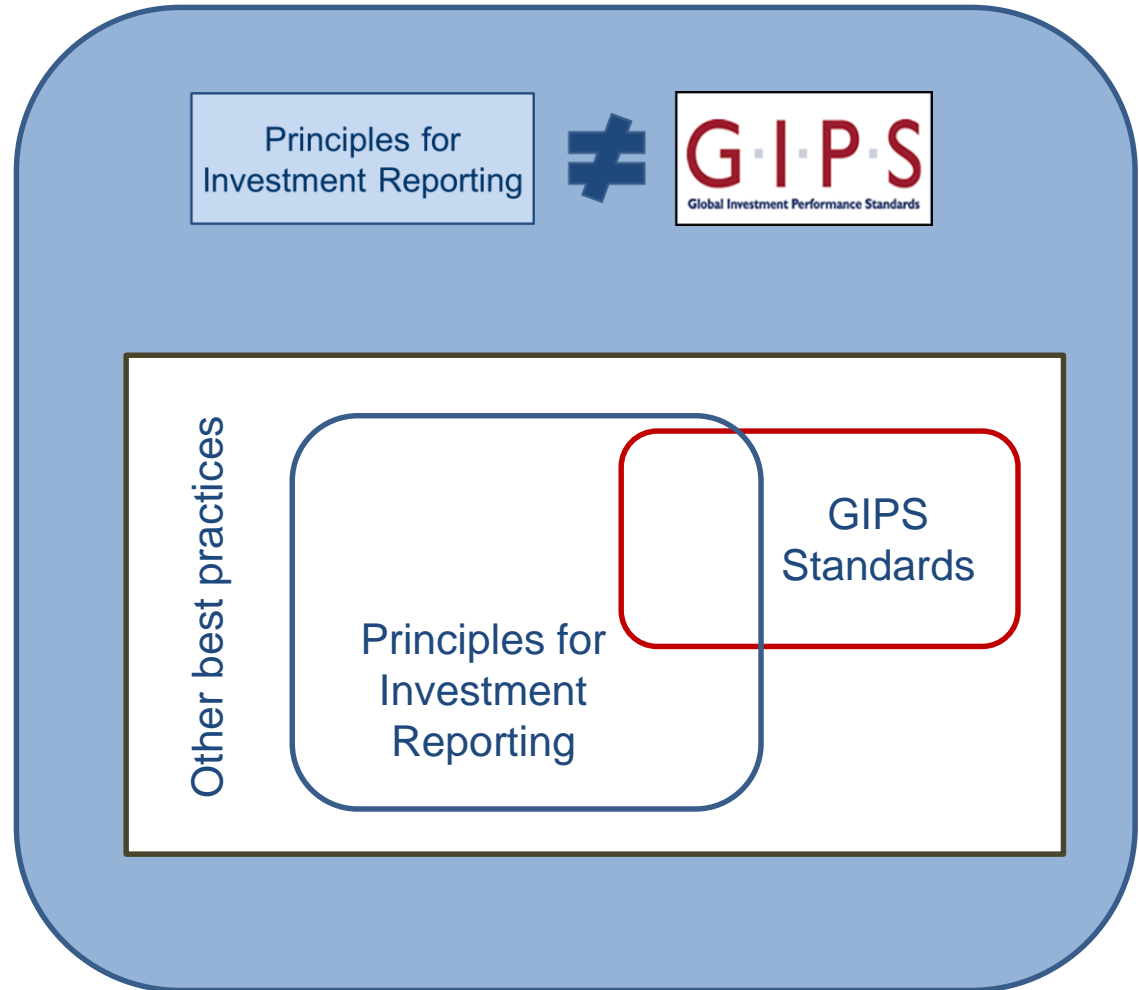 Principles for
Investment Reporting
≠
G·I·P·S
Global Investment Performance Standards
Other best practices
GIPS
Standards
Principles for
Investment
Reporting